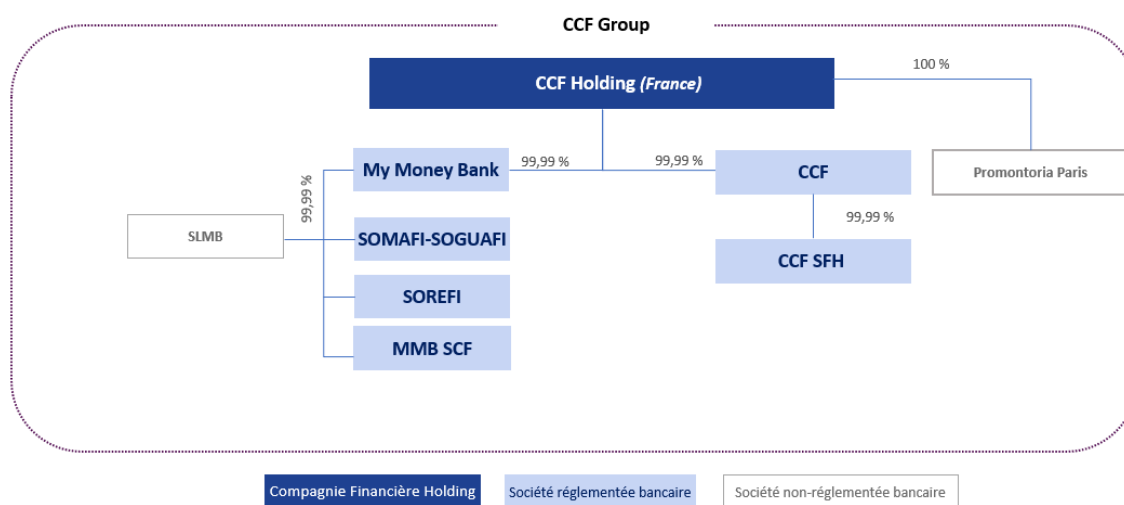 CCF Group
CCF Holding (France)
100 %
My Money Bank
99,99 %
99,99 %
CCF
Promontoria Paris
99,99 %
SLMB
SOMAFI-SOGUAFI
99,99 %
CCF SFH
SOREFI
MMB SCF
Compagnie Financière Holding
Société réglementée bancaire
Société non-réglementée bancaire